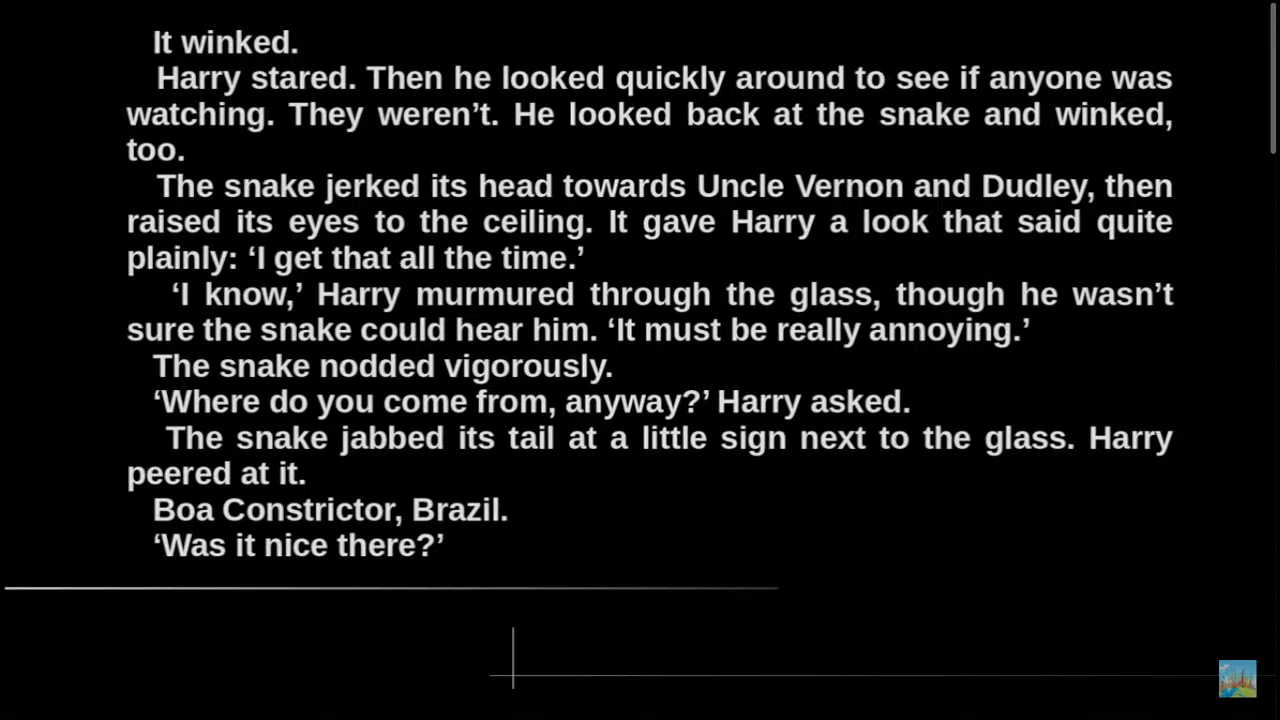 It winked.
Harry stared. Then he looked quickly around to see if anyone was
watching. They weren’t. He looked back at the snake and winked,
too.
The snake jerked its head towards Uncle Vernon and Dudley, then
raised its eyes to the ceiling. It gave Harry a look that said quite
plainly: ‘I get that all the time.’
‘I know,’ Harry murmured through the glass, though he wasn’t
sure the snake could hear him. ‘It must be really annoying.’
The snake nodded vigorously.
‘Where do you come from, anyway?’ Harry asked.
The snake jabbed its tail at a little sign next to the glass. Harry
peered at it.
Boa Constrictor, Brazil.
‘Was it nice there?’